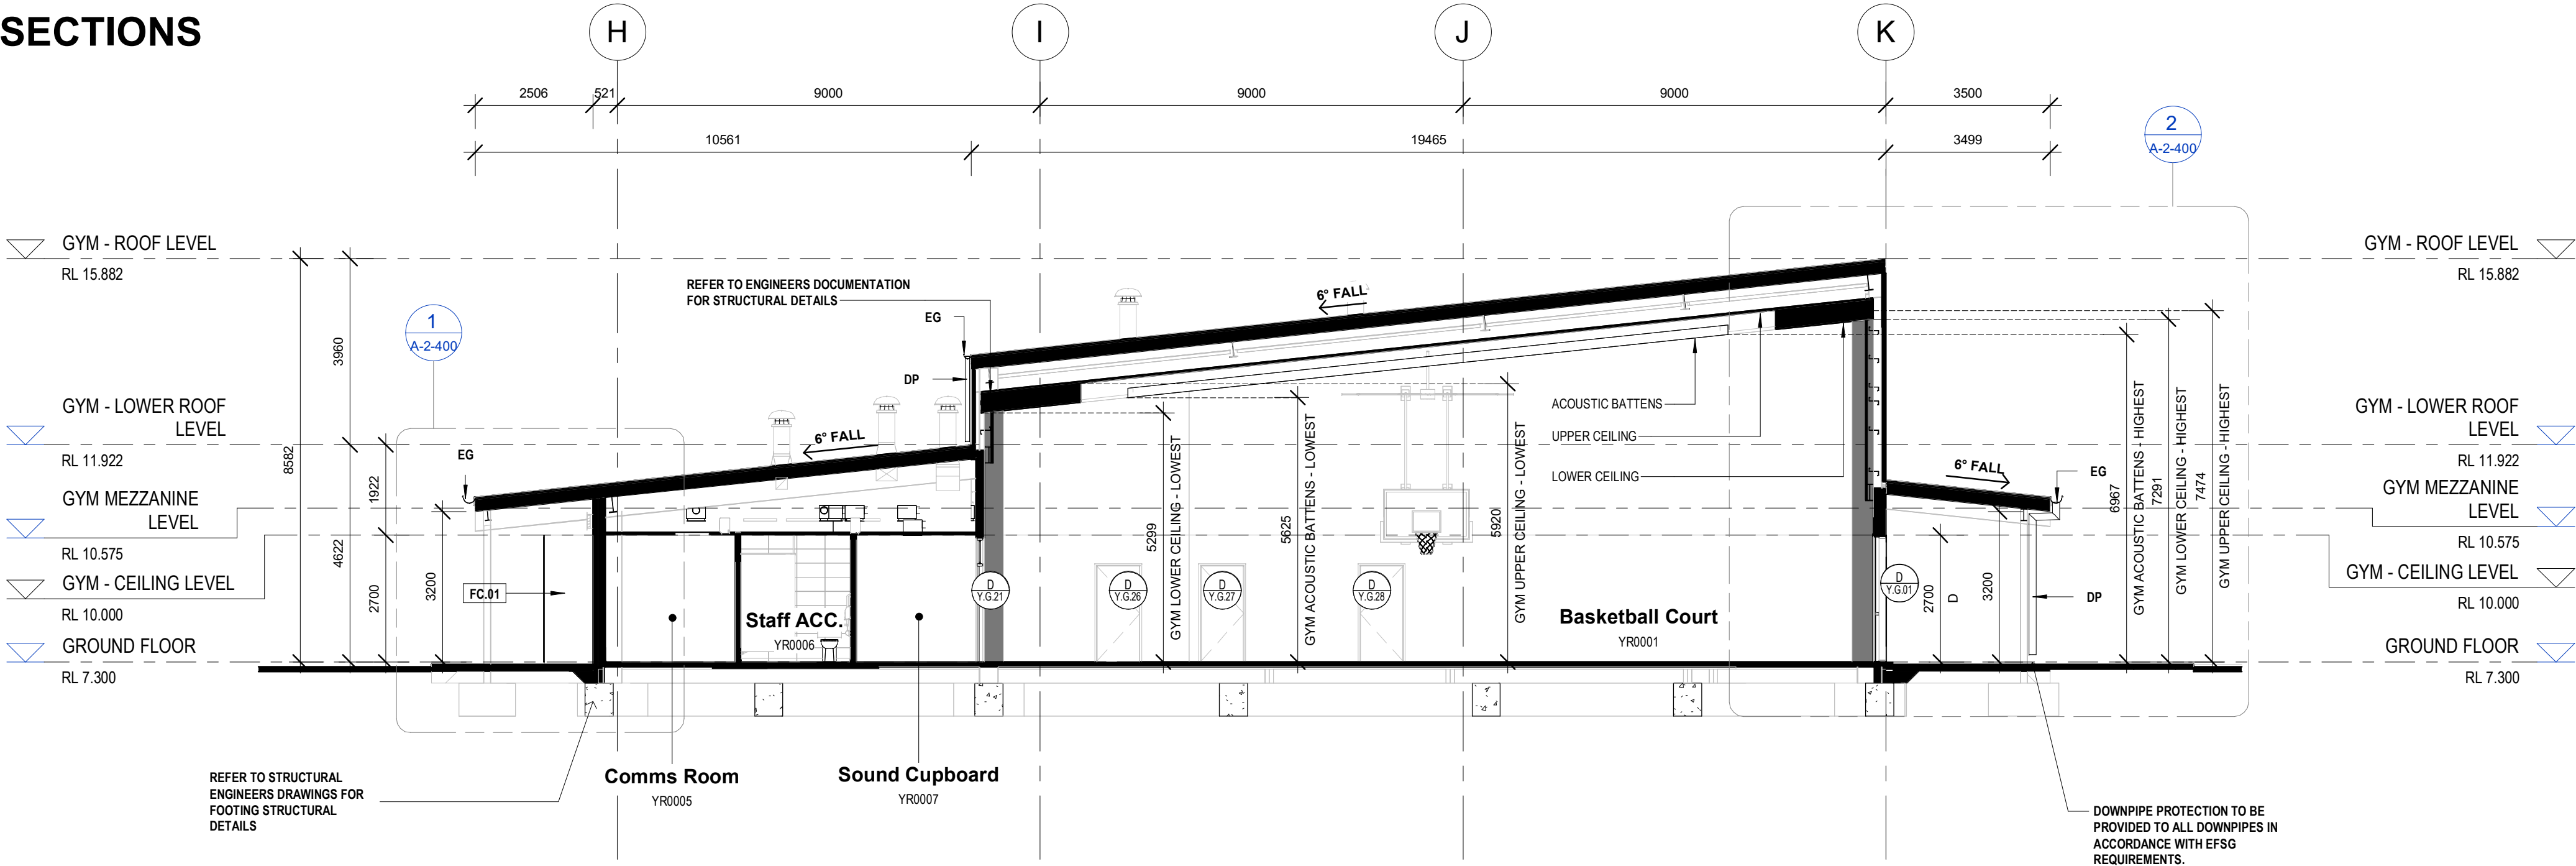 SECTIONS
H
I
J
K
2506
521
9000
9000
9000
3500
10561
19465
3499
2
A-2-400
GYM - ROOF LEVEL
RL 15.882
GYM - ROOF LEVEL
RL 15.882
REFER TO ENGINEERS DOCUMENTATION
FOR STRUCTURAL DETAILS
6° FALL
EG
1
A-2-400
3960
DP
GYM - LOWER ROOF
LEVEL
RL 11.922
GYM - LOWER ROOF
LEVEL
RL 11.922
ACOUSTIC BATTENS
UPPER CEILING
LOWER CEILING
6° FALL
EG
8582
1922
6° FALL
EG
GYM MEZZANINE
LEVEL
RL 10.575
GYM MEZZANINE
LEVEL
RL 10.575
4622
2700
3200
5299
GYM LOWER CEILING - LOWEST
5625
GYM ACOUSTIC BATTENS - LOWEST
5920
GYM UPPER CEILING - LOWEST
6967
GYM ACOUSTIC BATTENS - HIGHEST
7291
GYM LOWER CEILING - HIGHEST
7474
GYM UPPER CEILING - HIGHEST
GYM - CEILING LEVEL
RL 10.000
GYM - CEILING LEVEL
RL 10.000
FC.01
D
Y.G.21
D
Y.G.26
D
Y.G.27
D
Y.G.28
D
Y.G.01
2700
D
3200
DP
Staff ACC.
YR0006
Basketball Court
YR0001
GROUND FLOOR
RL 7.300
GROUND FLOOR
RL 7.300
Comms Room
YR0005
Sound Cupboard
YR0007
REFER TO STRUCTURAL
ENGINEERS DRAWINGS FOR
FOOTING STRUCTURAL
DETAILS
DOWNPIPE PROTECTION TO BE
PROVIDED TO ALL DOWNPIPES IN
ACCORDANCE WITH EFSG
REQUIREMENTS.